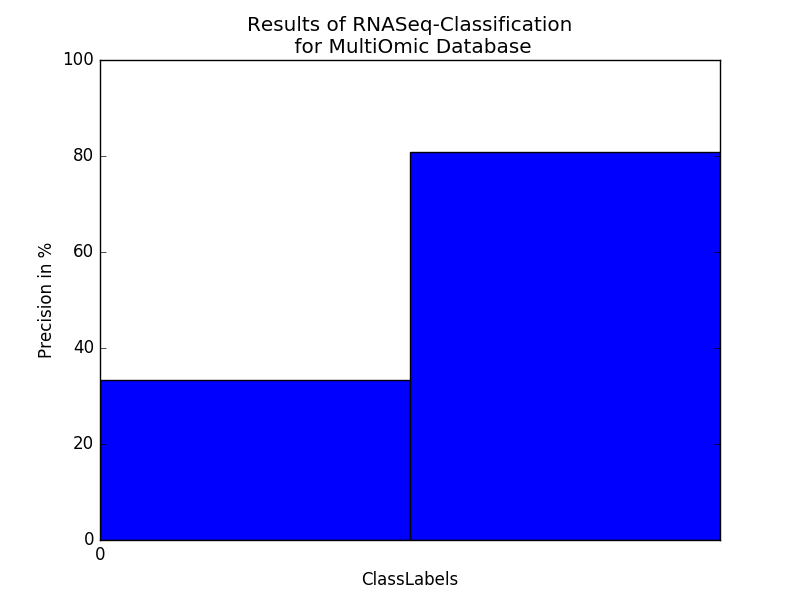 Results of RNASeq-Classification
for MultiOmic Database
100
80
60
40
20
0
0
Precision in %
ClassLabels